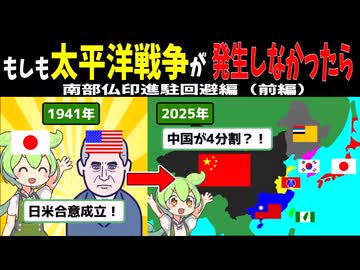 もしも太平洋戦争が発生しなかったら
南部仏印進駐回避編(前編)
1941年
日米合意成立！
2025年
中国が4分割？！